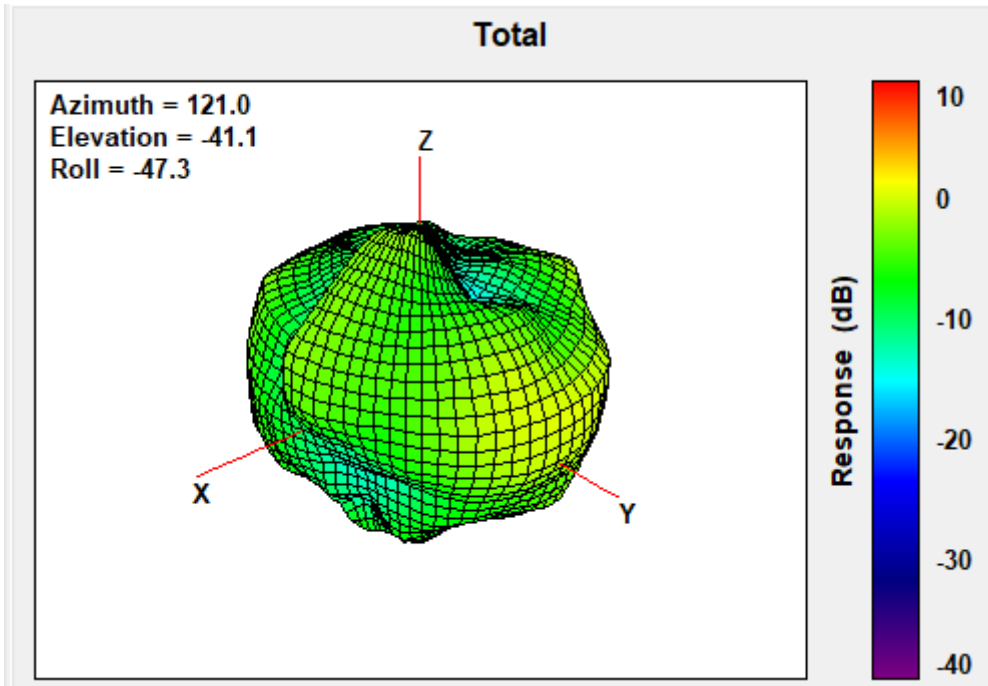 Total
Azimuth = 121.0
Elevation = -41.1
Roll = -47.3
Z
X
Y
10
0
-10
-20
-30
-40
Response (dB)